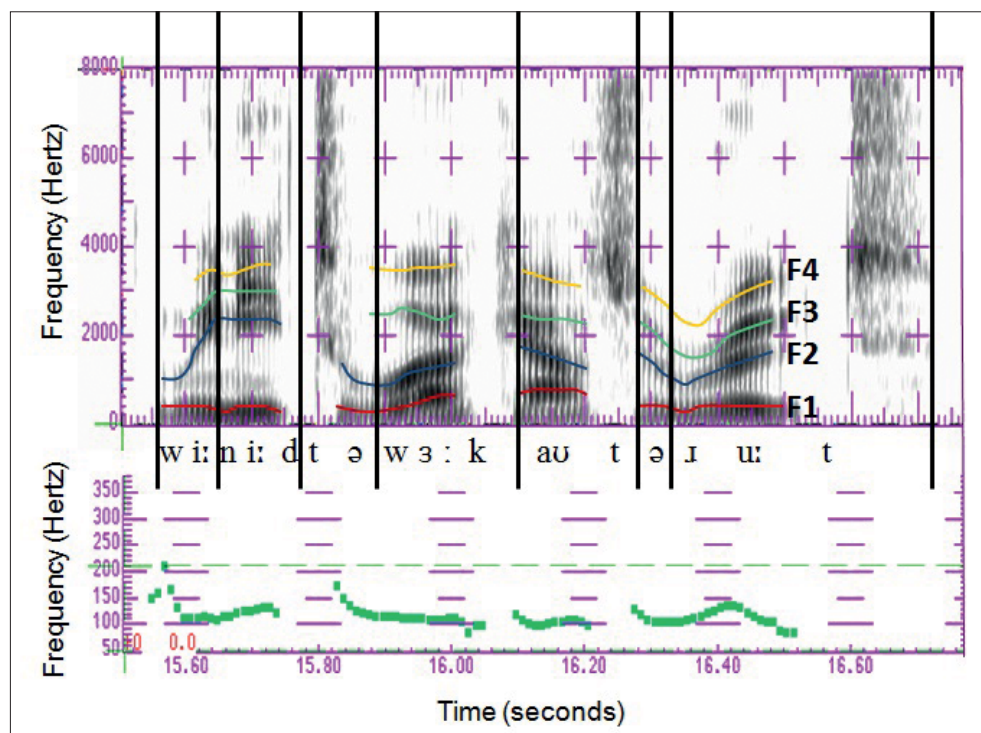 8000
6000
4000
2000
0
Frequency (Hertz)
F4
F3
F2
F1
w iː n iː d t ə w ɜ ː k aʊ t ə ɹ uː t
350
300
250
200
150
100
50
Frequency (Hertz)
0 0.0
15.60 15.80 16.00 16.20 16.40 16.60
Time (seconds)